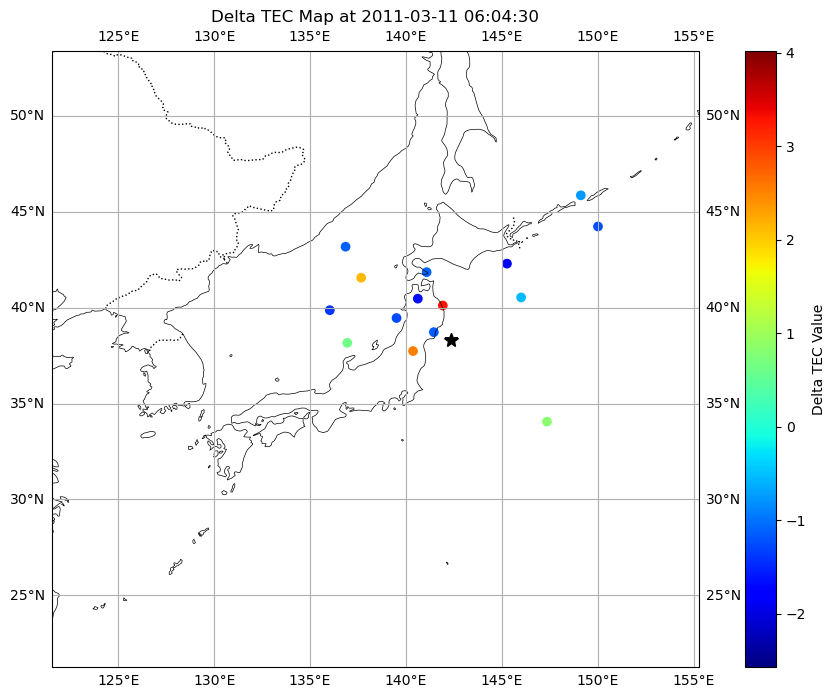 Delta TEC Map at 2011-03-11 06:04:30
125°E 130°E 135°E 140°E 145°E 150°E 155°E
50°N 50°N
45°N 45°N
40°N 40°N
35°N 35°N
30°N 30°N
25°N 25°N
125°E 130°E 135°E 140°E 145°E 150°E 155°E
4
3
2
1
0
−1
−2
Delta TEC Value